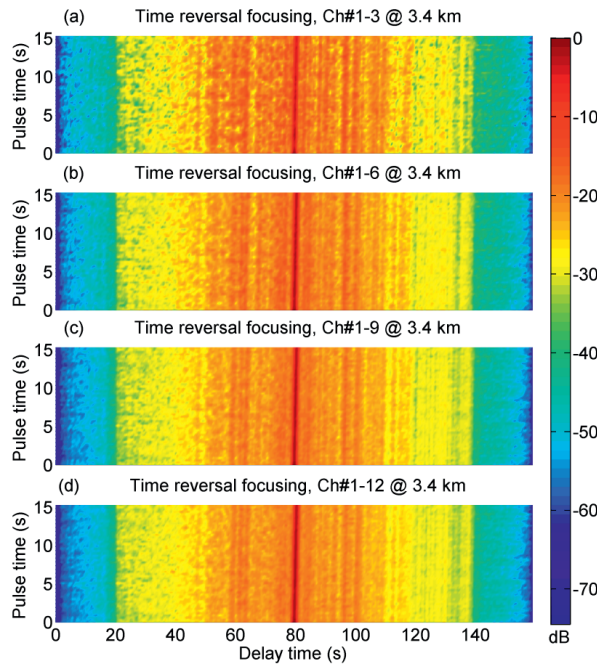 (a) Time reversal focusing, Ch#1-3 @ 3.4 km
Pulse time (s)
15
10
5
0
(b) Time reversal focusing, Ch#1-6 @ 3.4 km
Pulse time (s)
15
10
5
0
(c) Time reversal focusing, Ch#1-9 @ 3.4 km
Pulse time (s)
15
10
5
0
(d) Time reversal focusing, Ch#1-12 @ 3.4 km
Pulse time (s)
15
10
5
0
0 20 40 60 80 100 120 140
Delay time (s)
0
-10
-20
-30
-40
-50
-60
-70
dB